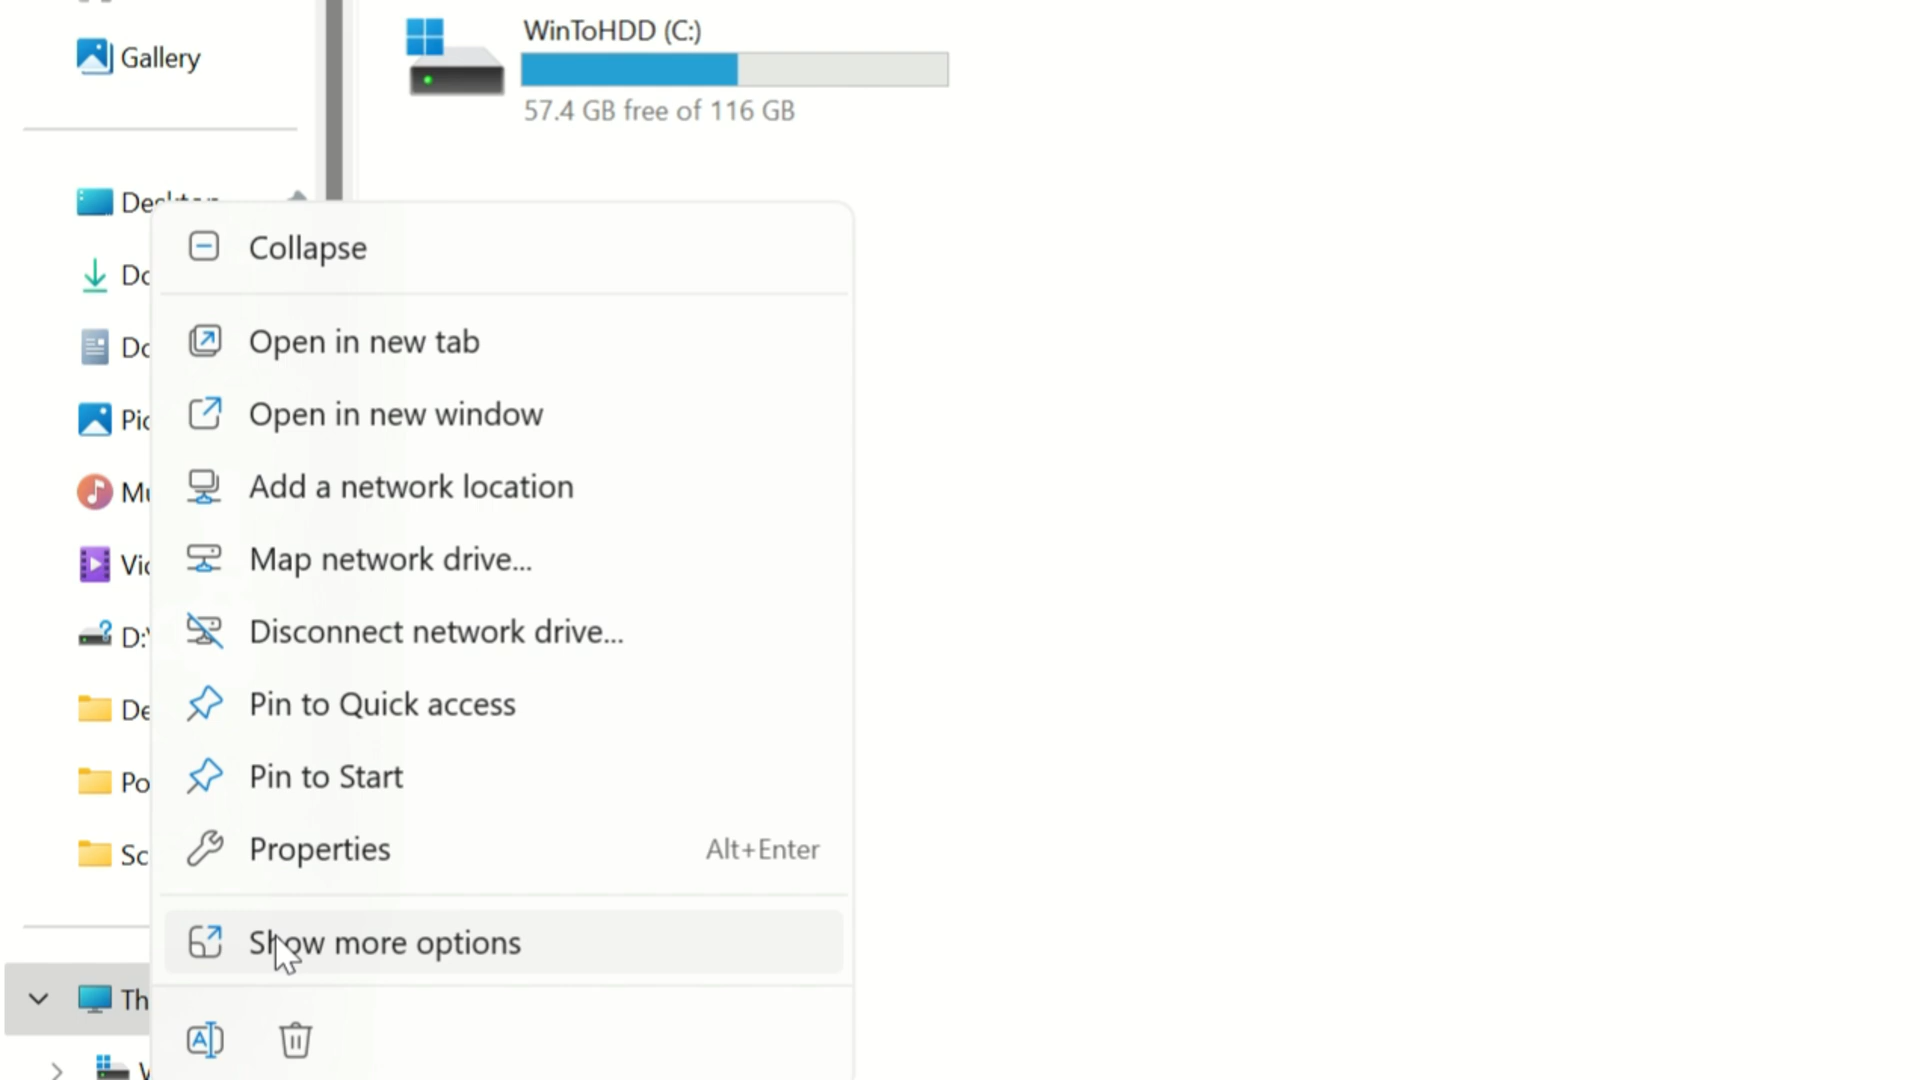 WinToHDD (C:)
57.4 GB free of 116 GB
Gallery
Collapse
Open in new tab
Open in new window
Add a network location
Map network drive...
Disconnect network drive...
Pin to Quick access
Pin to Start
Properties Alt+Enter
Show more options